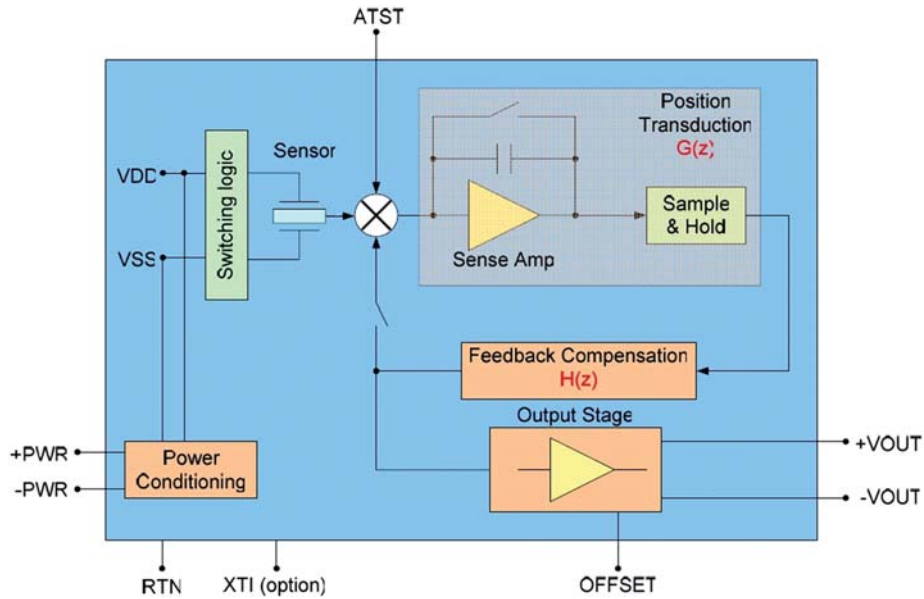 ATST
Position
Transduction
G(z)
Sensor
Switching logic
VDD
VSS
Sample
& Hold
Sense Amp
Feedback Compensation
H(z)
Output Stage
+PWR
-PWR
Power
Conditioning
+VOUT
-VOUT
RTN
XTI (option)
OFFSET